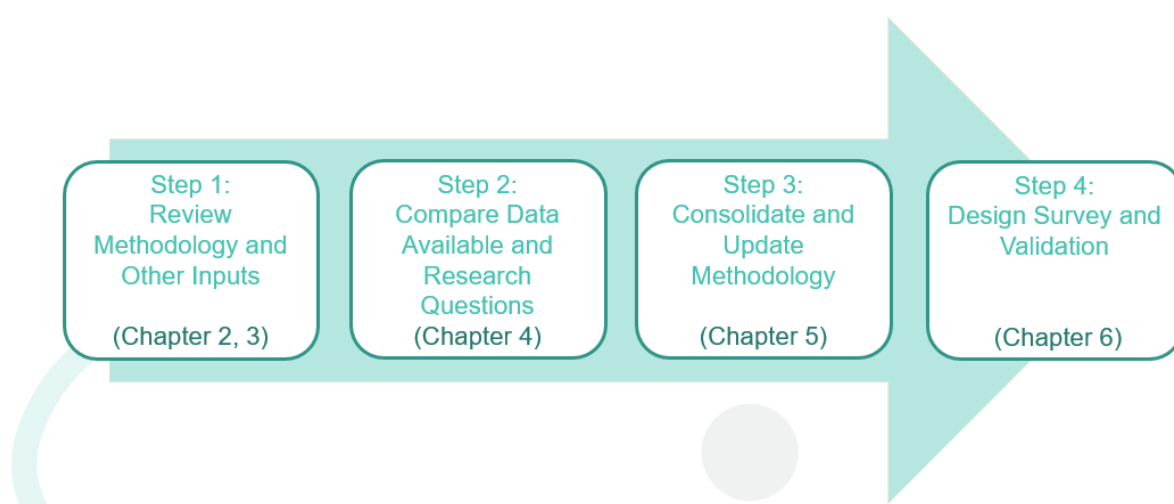 Step 1:
Review
Methodology and
Other Inputs
(Chapter 2, 3)
Step 2:
Compare Data
Available and
Research
Questions
(Chapter 4)
Step 3:
Consolidate and
Update
Methodology
(Chapter 5)
Step 4:
Design Survey and
Validation
(Chapter 6)